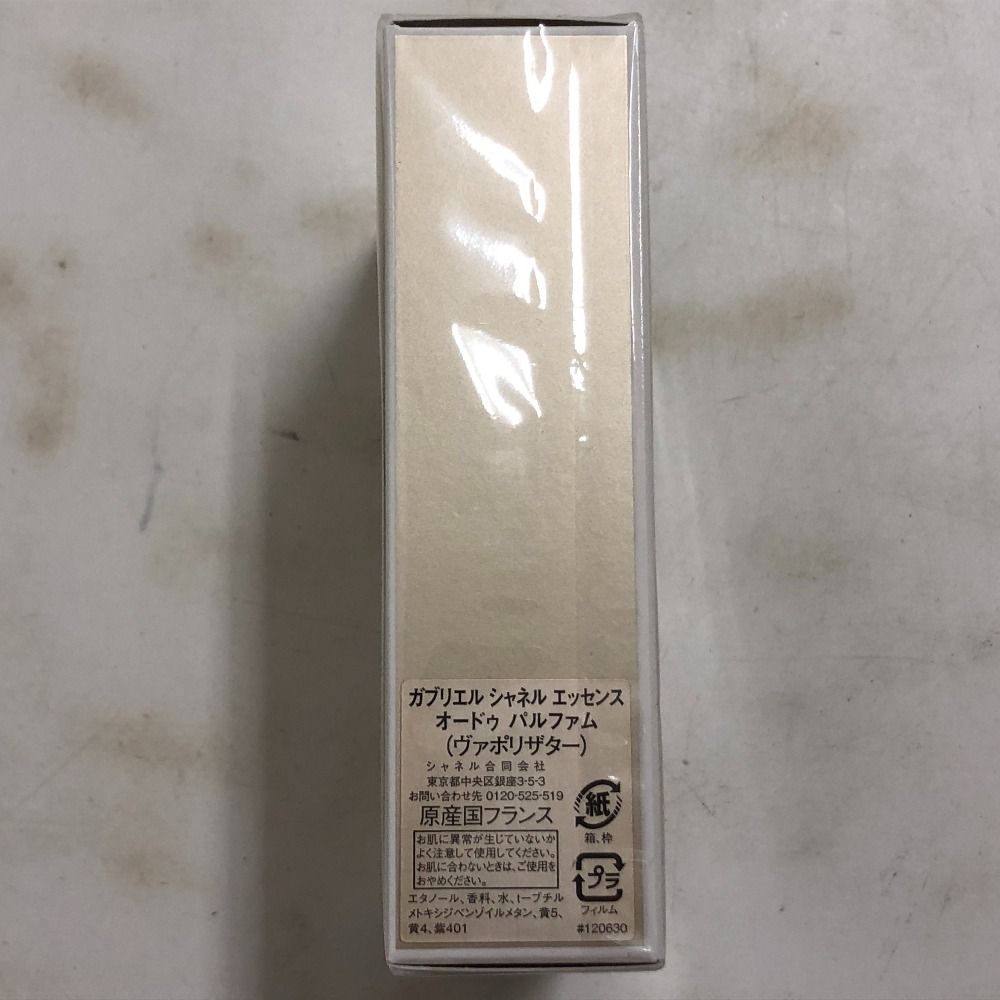 ガブリエル シャネル エッセンス
オードゥ パルファム
(ヴァポリザター)
シャネル合同会社
東京都中央区銀座3-5-3
お問い合わせ先 0120-525-519
原産国フランス
お肌に異常が生じていないか
よく注意して使用してください。
お肌に合わないときは、ご使用を
おやめください。
エタノール、香料、水、t-ブチル
メトキシジベンゾイルメタン、黄5、
黄4、紫401
紙
箱、枠
プラ
フィルム
#120630